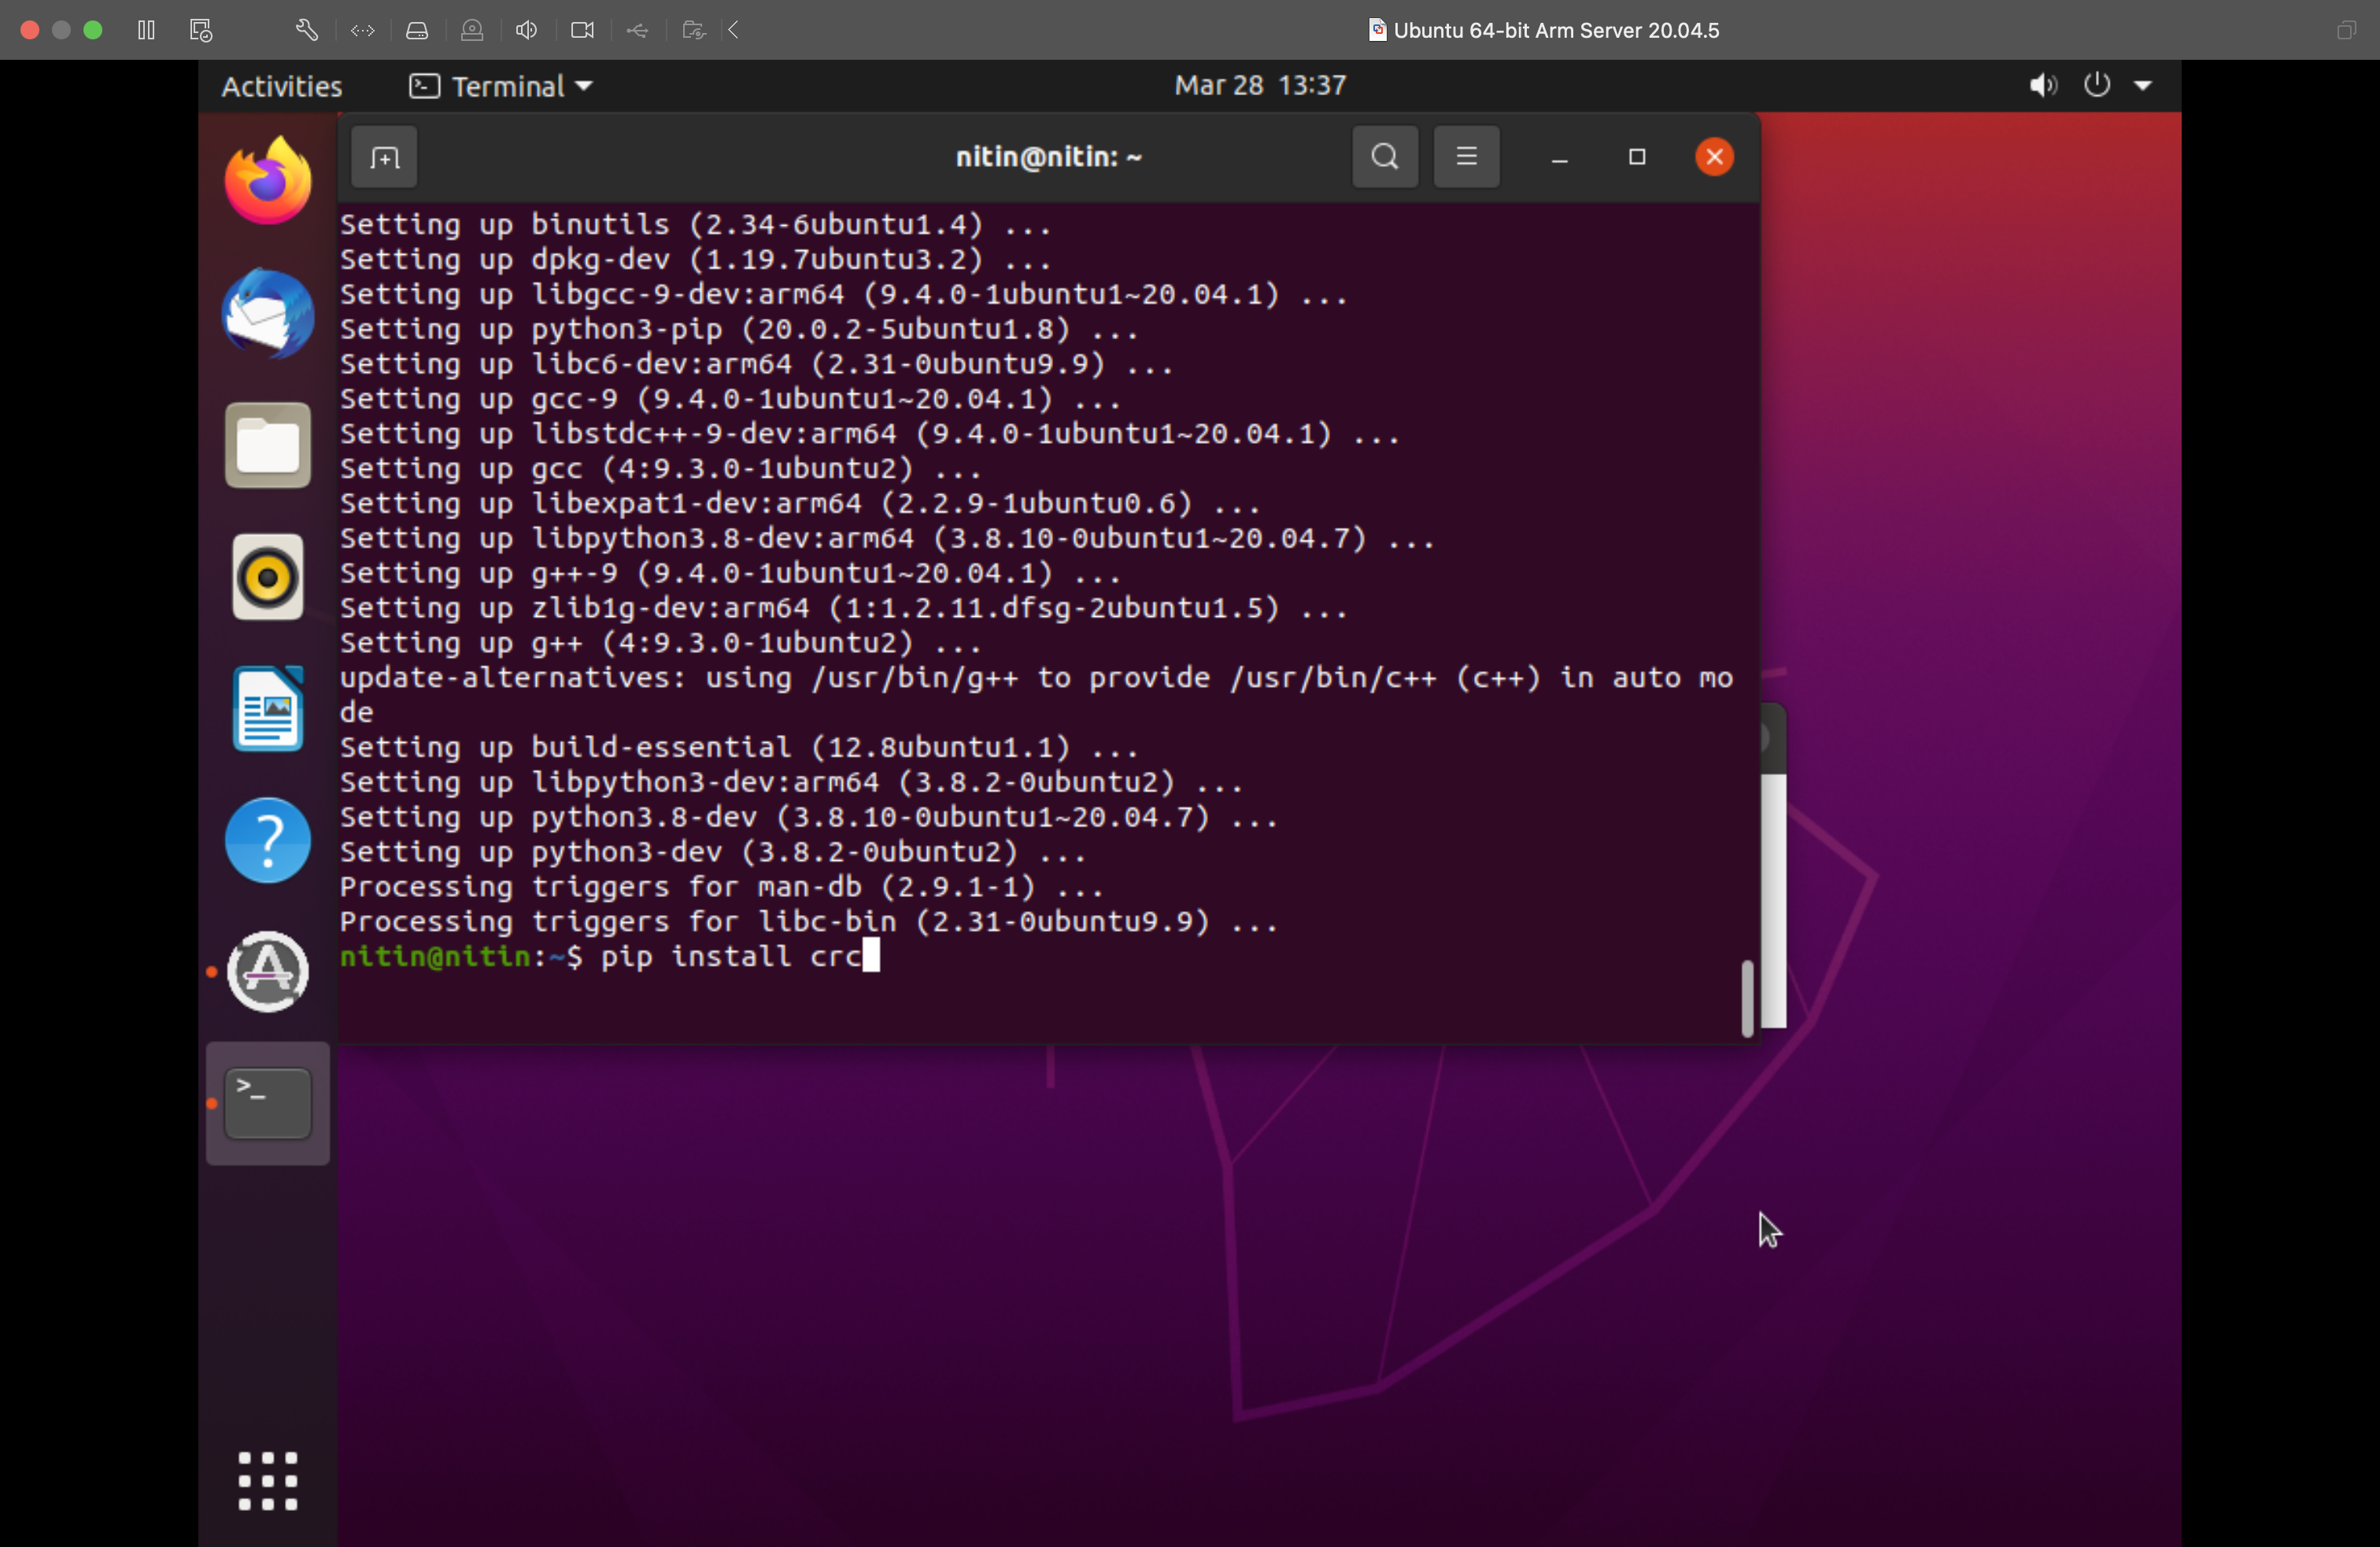 Ubuntu 64-bit Arm Server 20.04.5
Activities
Terminal
Mar 28 13:37
nitin@nitin: ~
Setting up binutils (2.34-6ubuntu1.4) ...
Setting up dpkg-dev (1.19.7ubuntu3.2) ...
Setting up libgcc-9-dev:arm64 (9.4.0-1ubuntu1~20.04.1) ...
Setting up python3-pip (20.0.2-5ubuntu1.8) ...
Setting up libc6-dev:arm64 (2.31-0ubuntu9.9) ...
Setting up gcc-9 (9.4.0-1ubuntu1~20.04.1) ...
Setting up libstdc++-9-dev:arm64 (9.4.0-1ubuntu1~20.04.1) ...
Setting up gcc (4:9.3.0-1ubuntu2) ...
Setting up libexpat1-dev:arm64 (2.2.9-1ubuntu0.6) ...
Setting up libpython3.8-dev:arm64 (3.8.10-0ubuntu1~20.04.7) ...
Setting up g++-9 (9.4.0-1ubuntu1~20.04.1) ...
Setting up zlib1g-dev:arm64 (1:1.2.11.dfsg-2ubuntu1.5) ...
Setting up g++ (4:9.3.0-1ubuntu2) ...
update-alternatives: using /usr/bin/g++ to provide /usr/bin/c++ (c++) in auto mo
de
Setting up build-essential (12.8ubuntu1.1) ...
Setting up libpython3-dev:arm64 (3.8.2-0ubuntu2) ...
Setting up python3.8-dev (3.8.10-0ubuntu1~20.04.7) ...
Setting up python3-dev (3.8.2-0ubuntu2) ...
Processing triggers for man-db (2.9.1-1) ...
Processing triggers for libc-bin (2.31-0ubuntu9.9) ...
nitin@nitin:~$ pip install crc